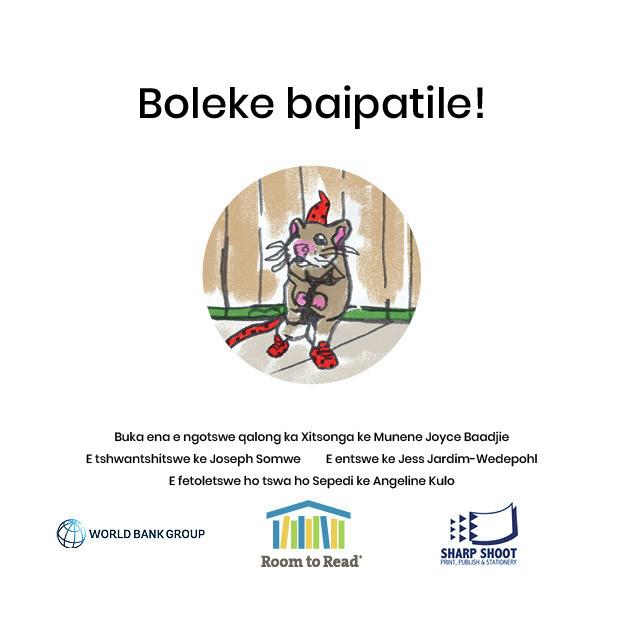 Boleke baipatile!
Buka ena e ngotswe qalong ka Xitsonga ke Munene Joyce Baadjie
E tshwantshitswe ke Joseph Somwe E entswe ke Jess Jardim-Wedepohl
E fetoletswe ho tswa ho Sepedi ke Angeline Kulo
WORLD BANK GROUP
Room to Read®
SHARP SHOOT
PRINT, PUBLISH & STATIONERY